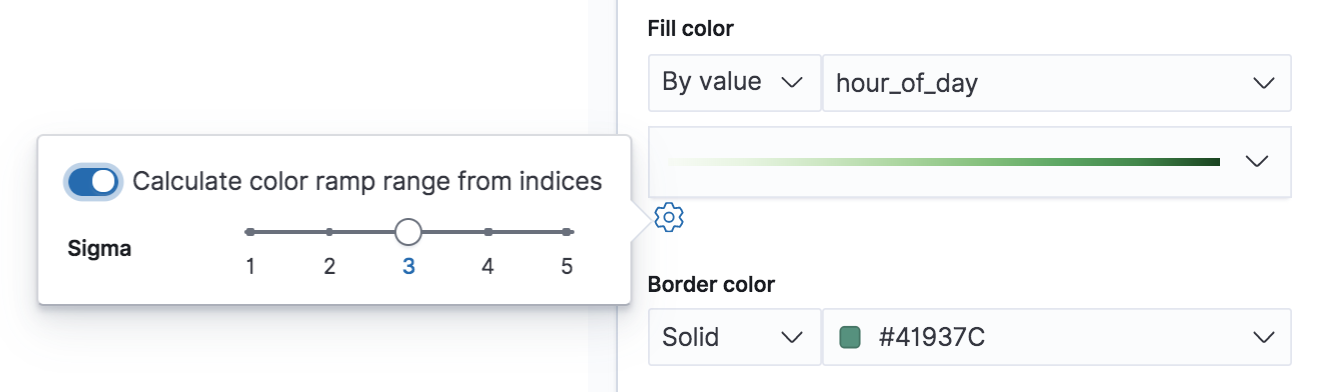 Fill color
By value
hour_of_day
Calculate color ramp range from indices
Sigma
1 2 3 4 5
Border color
Solid
#41937C